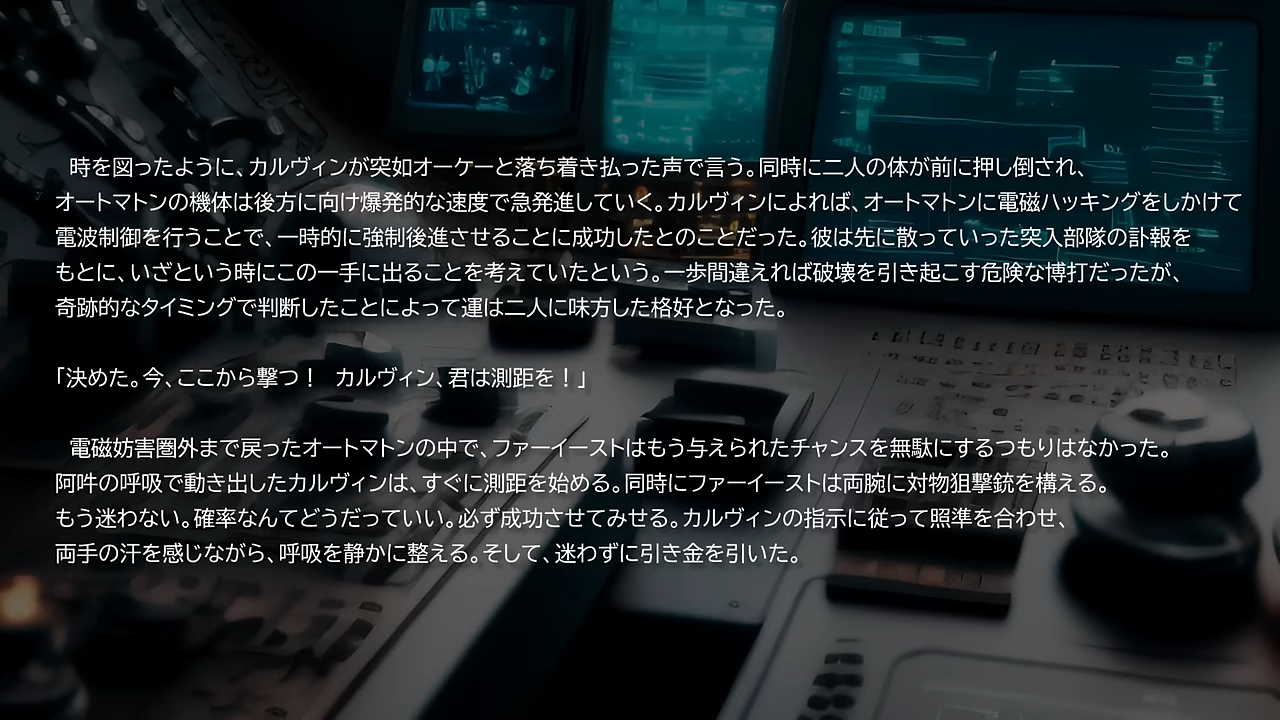 時を図ったように、カルヴィンが突如オーケーと落ち着き払った声で言う。同時に二人の体が前に押し倒され、
オートマトンの機体は後方に向け爆発的な速度で急発進していく。カルヴィンによれば、オートマトンに電磁ハッキングをしかけて
電波制御を行うことで、一時的に強制後進させることに成功したとのことだった。彼は先に散っていった突入部隊の訃報を
もとに、いざという時にこの一手に出ることを考えていたという。一歩間違えれば破壊を引き起こす危険な博打だったが、
奇跡的なタイミングで判断したことによって運は二人に味方した格好となった。
「決めた。今、ここから撃つ！　カルヴィン、君は測距を！」
電磁妨害圏外まで戻ったオートマトンの中で、ファーイーストはもう与えられたチャンスを無駄にするつもりはなかった。
阿吽の呼吸で動き出したカルヴィンは、すぐに測距を始める。同時にファーイーストは両腕に対物狙撃銃を構える。
もう迷わない。確率なんてどうだっていい。必ず成功させてみせる。カルヴィンの指示に従って照準を合わせ、
両手の汗を感じながら、呼吸を静かに整える。そして、迷わずに引き金を引いた。